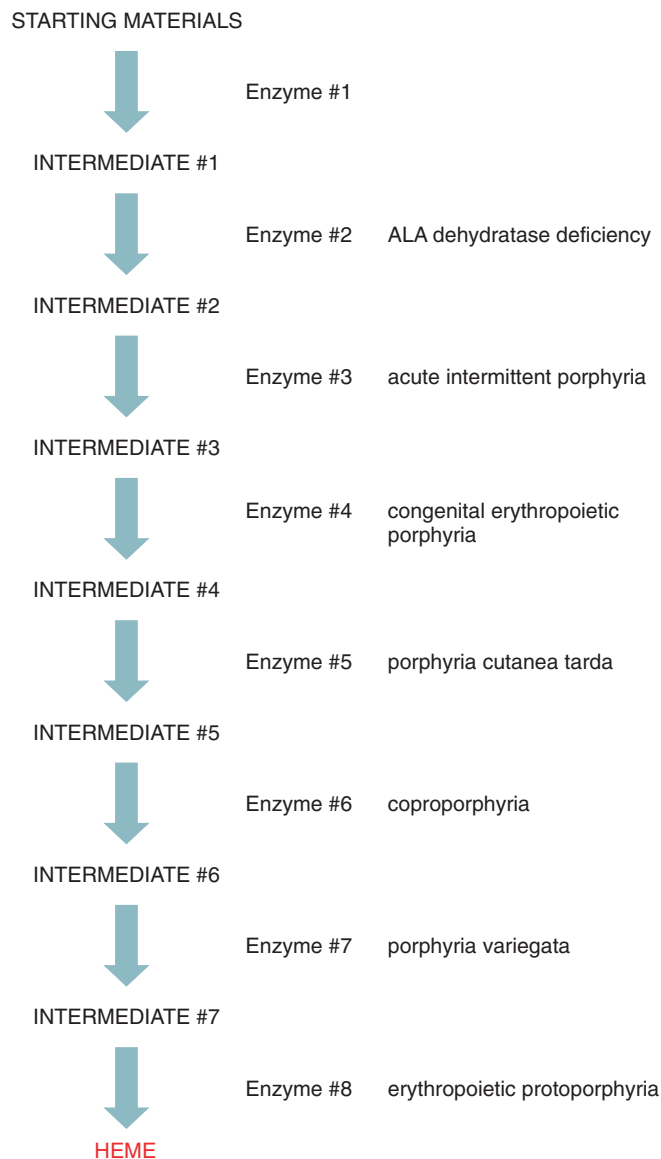 STARTING MATERIALS
Enzyme #1
INTERMEDIATE #1
Enzyme #2 ALA dehydratase deficiency
INTERMEDIATE #2
Enzyme #3 acute intermittent porphyria
INTERMEDIATE #3
Enzyme #4 congenital erythropoietic
porphyria
INTERMEDIATE #4
Enzyme #5 porphyria cutanea tarda
INTERMEDIATE #5
Enzyme #6 coproporphyria
INTERMEDIATE #6
Enzyme #7 porphyria variegata
INTERMEDIATE #7
Enzyme #8 erythropoietic protoporphyria
HEME